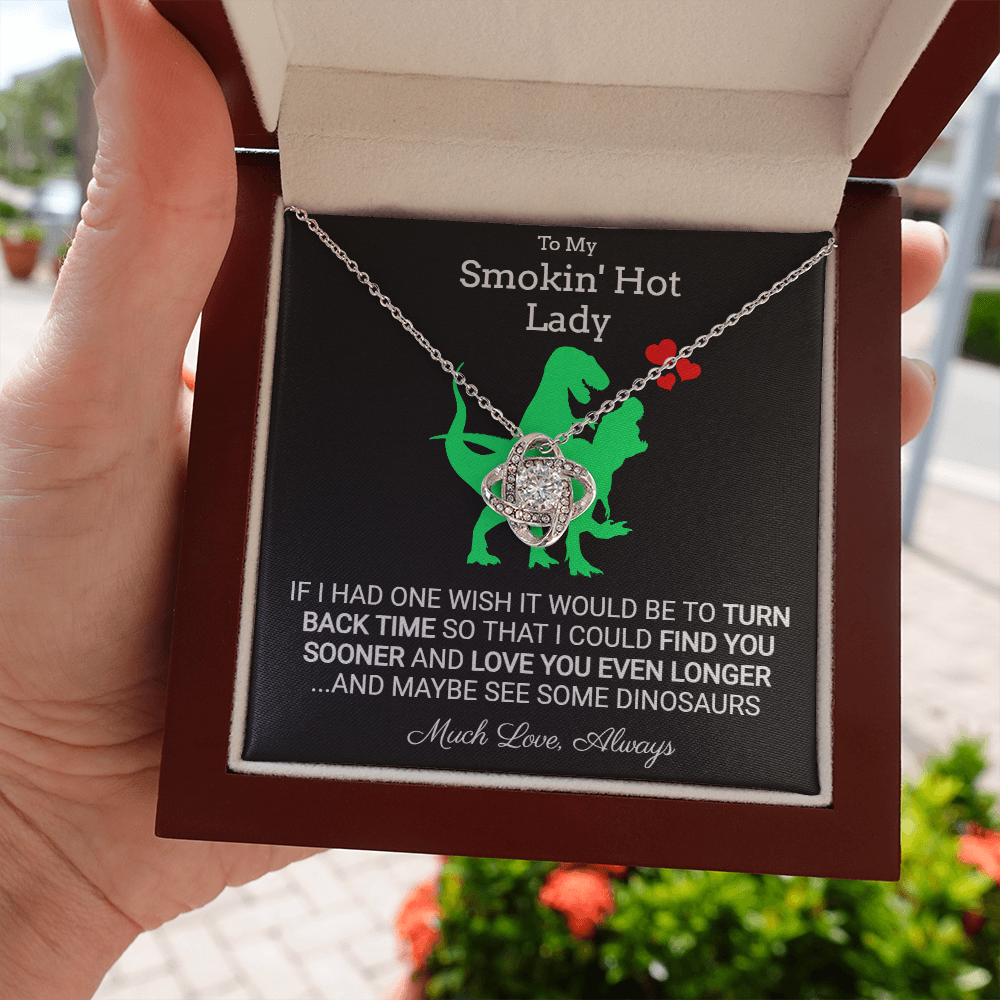 To My
Smokin' Hot
Lady
IF I HAD ONE WISH IT WOULD BE TO TURN
BACK TIME SO THAT I COULD FIND YOU
SOONER AND LOVE YOU EVEN LONGER
...AND MAYBE SEE SOME DINOSAURS
Much Love, Always